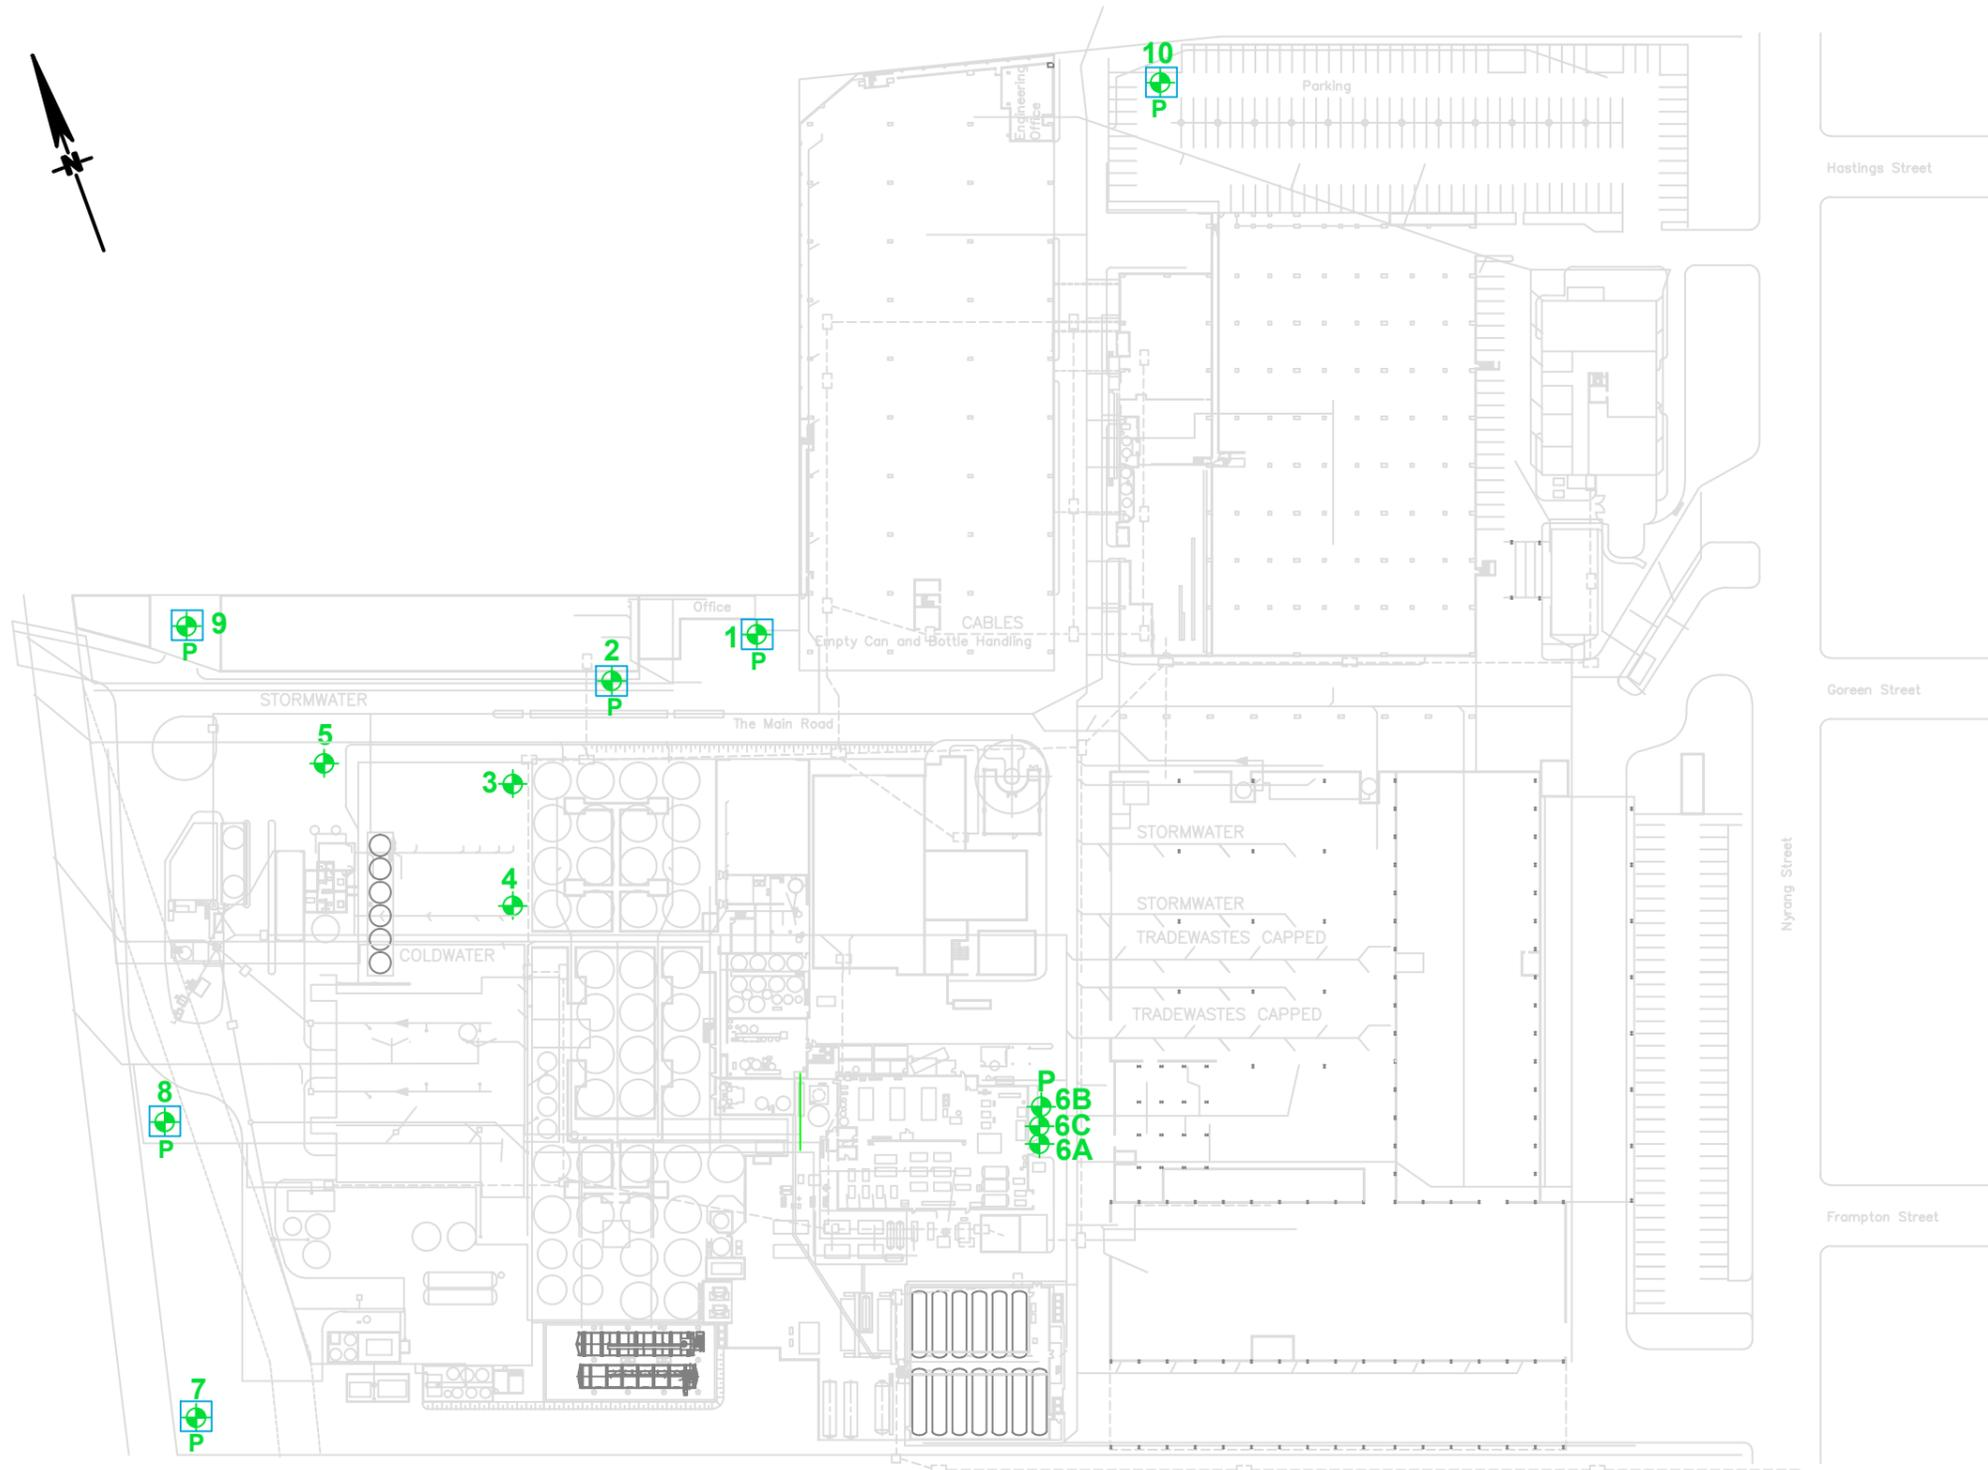 10
P
Parking
Engineering
Office
N
Hastings Street
9
P
Office
1
P
2
P
CABLES
Empty Can and Bottle Handling
STORMWATER
The Main Road
Goreen Street
5
3
4
STORMWATER
STORMWATER
TRADEWASTES CAPPED
COLDWATER
TRADEWASTES CAPPED
Nyrang Street
P
6B
6C
6A
8
P
Frampton Street
7
P